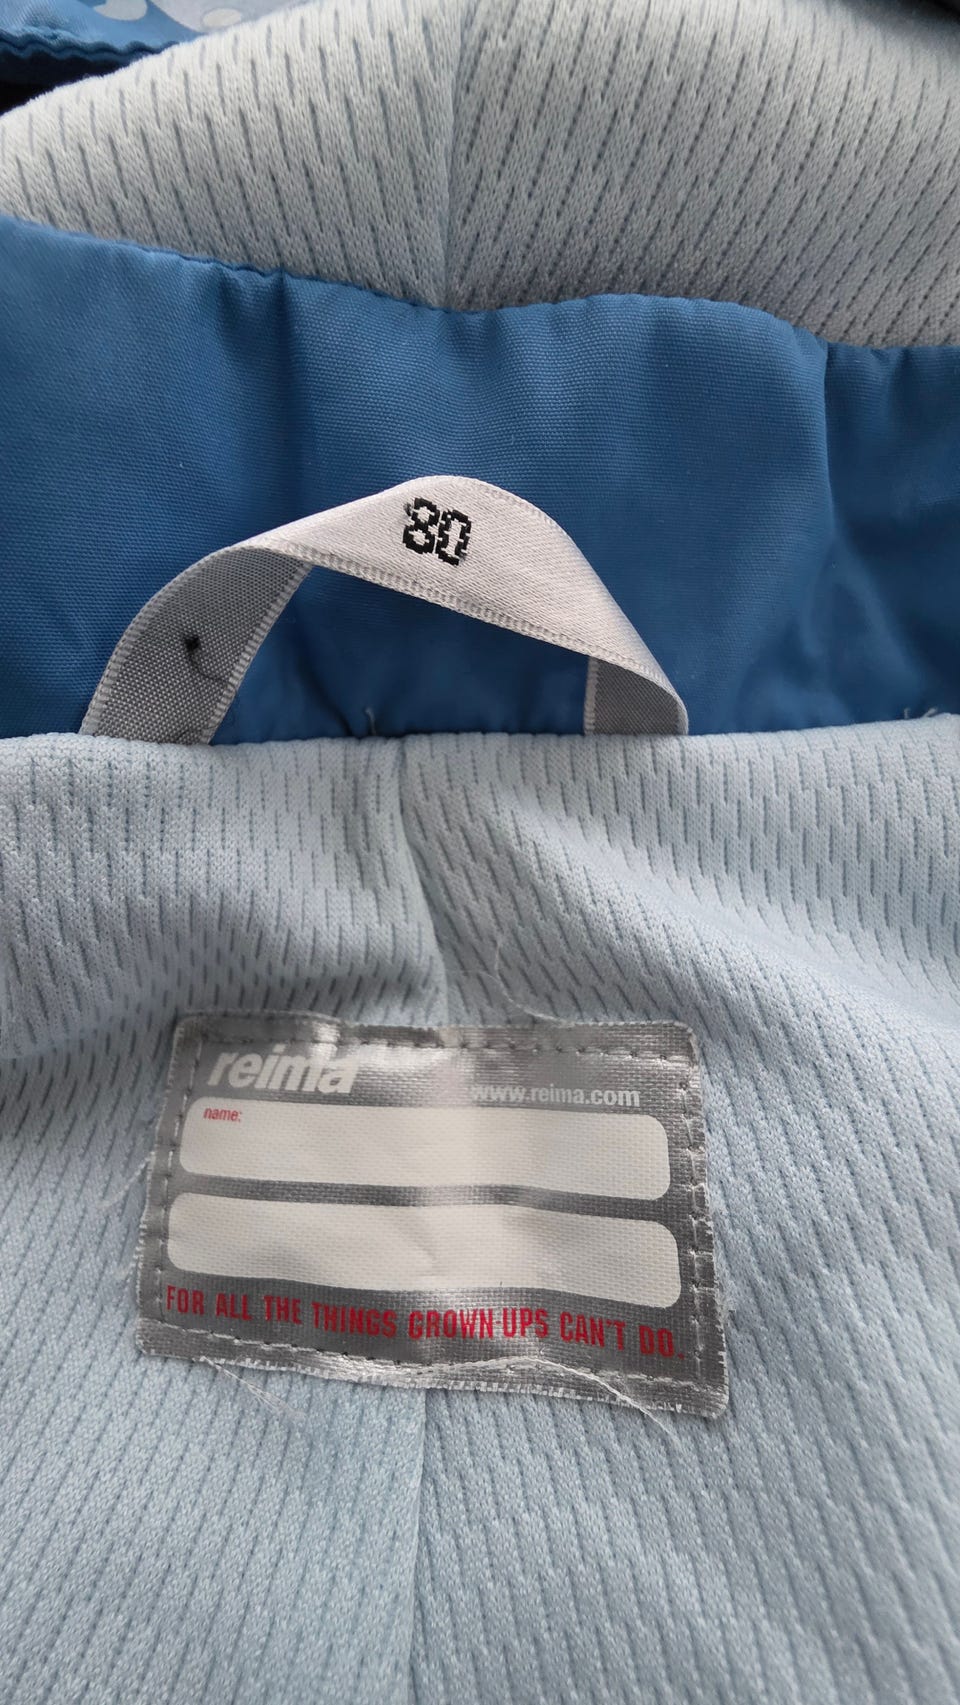 80
reima
www.reima.com
name:
FOR ALL THE THINGS GROWN-UPS CAN'T DO.